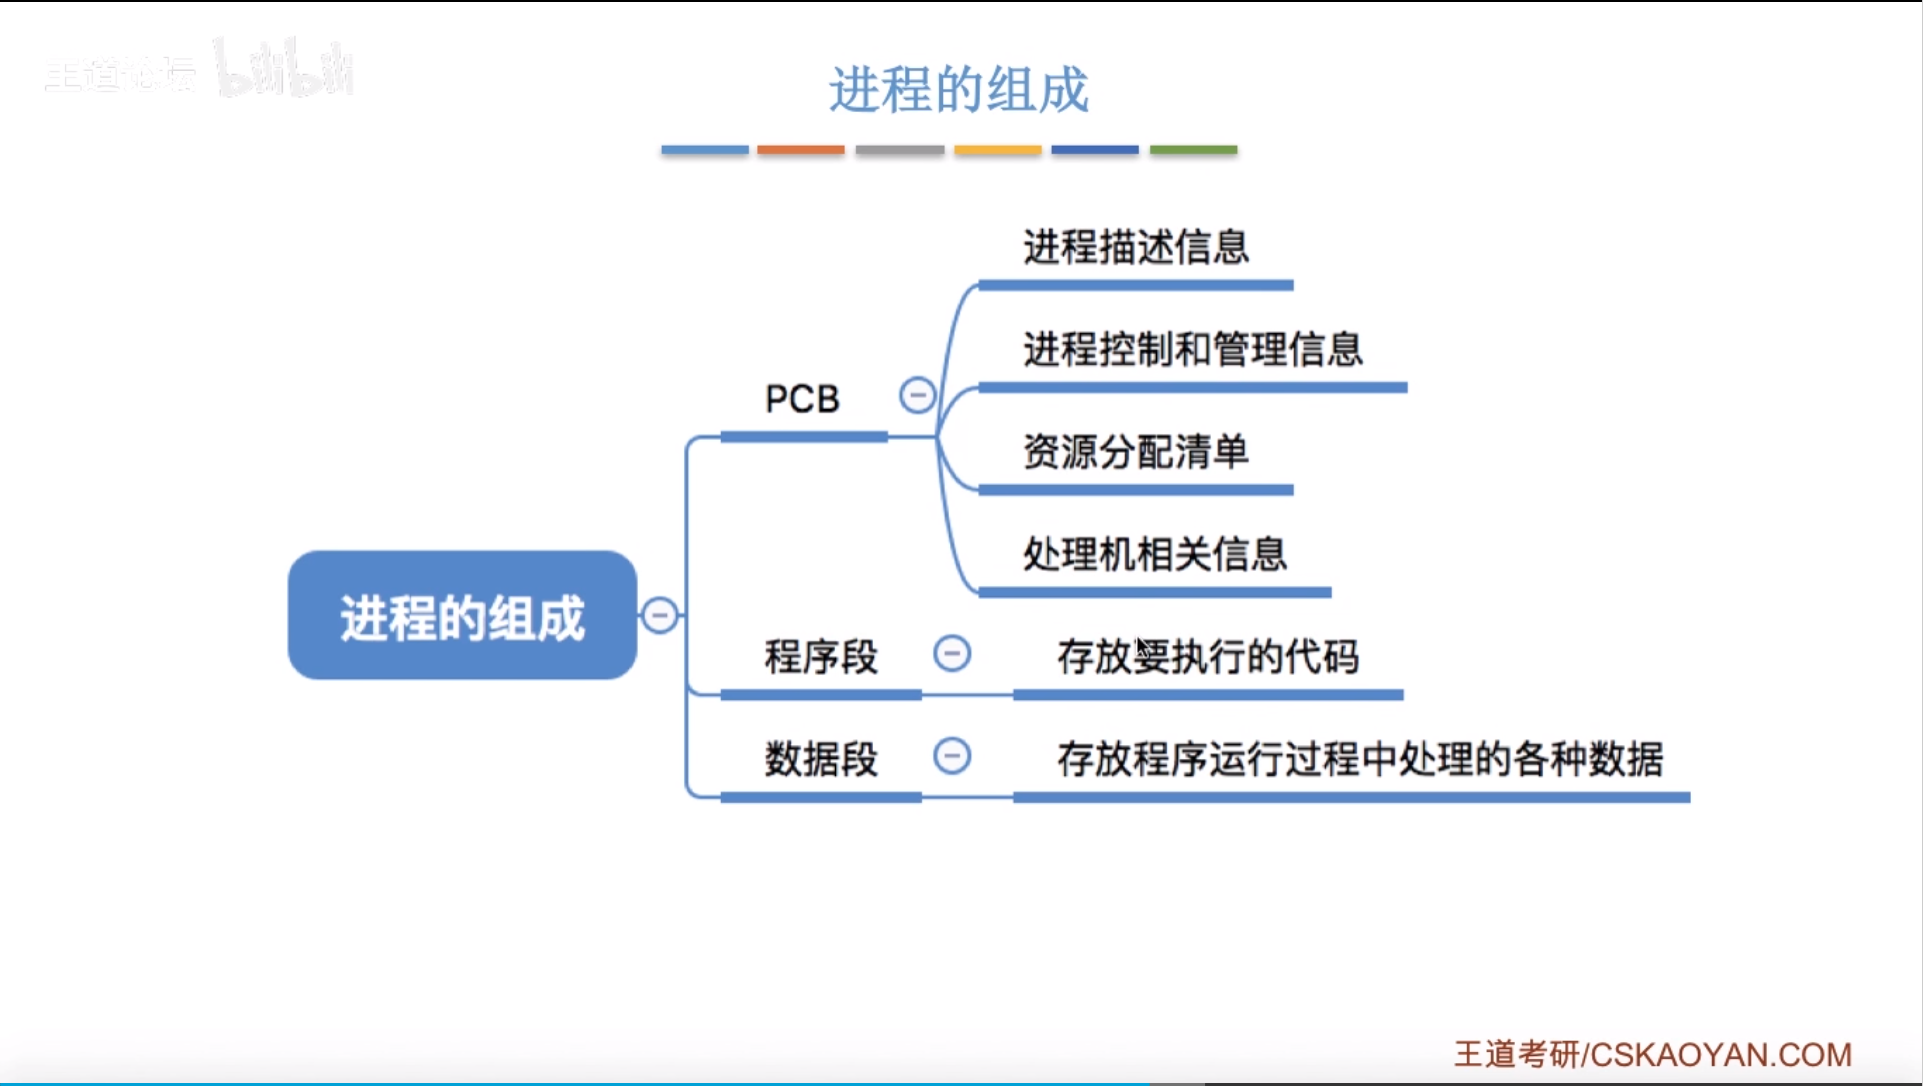 王道论坛 bilibili
进程的组成
进程描述信息
进程控制和管理信息
PCB
资源分配清单
处理机相关信息
进程的组成
程序段 存放要执行的代码
数据段 存放程序运行过程中处理的各种数据
王道考研/CSKAOYAN.COM